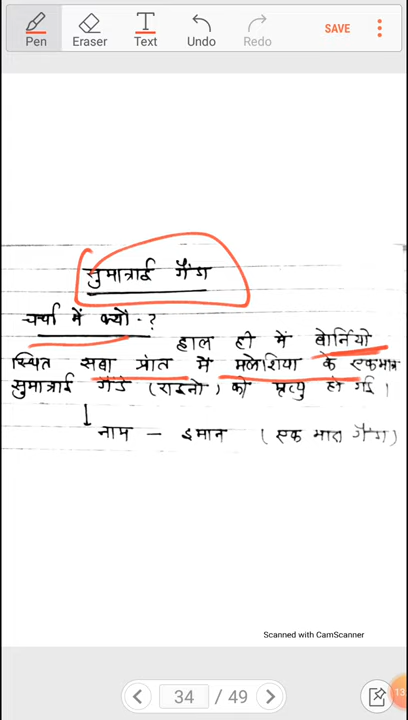 Pen Eraser Text Undo Redo SAVE
सुमात्राई गैंडा
चर्चा में क्यों -?
हाल ही में बोर्नियो
स्थित सबा प्रांत में मलेशिया के एकमात्र
सुमात्राई गैंडे (राइनो) की मृत्यु हो गई।
नाम - इमान (एक मादा गैंडा)
Scanned with CamScanner
34 / 49
13